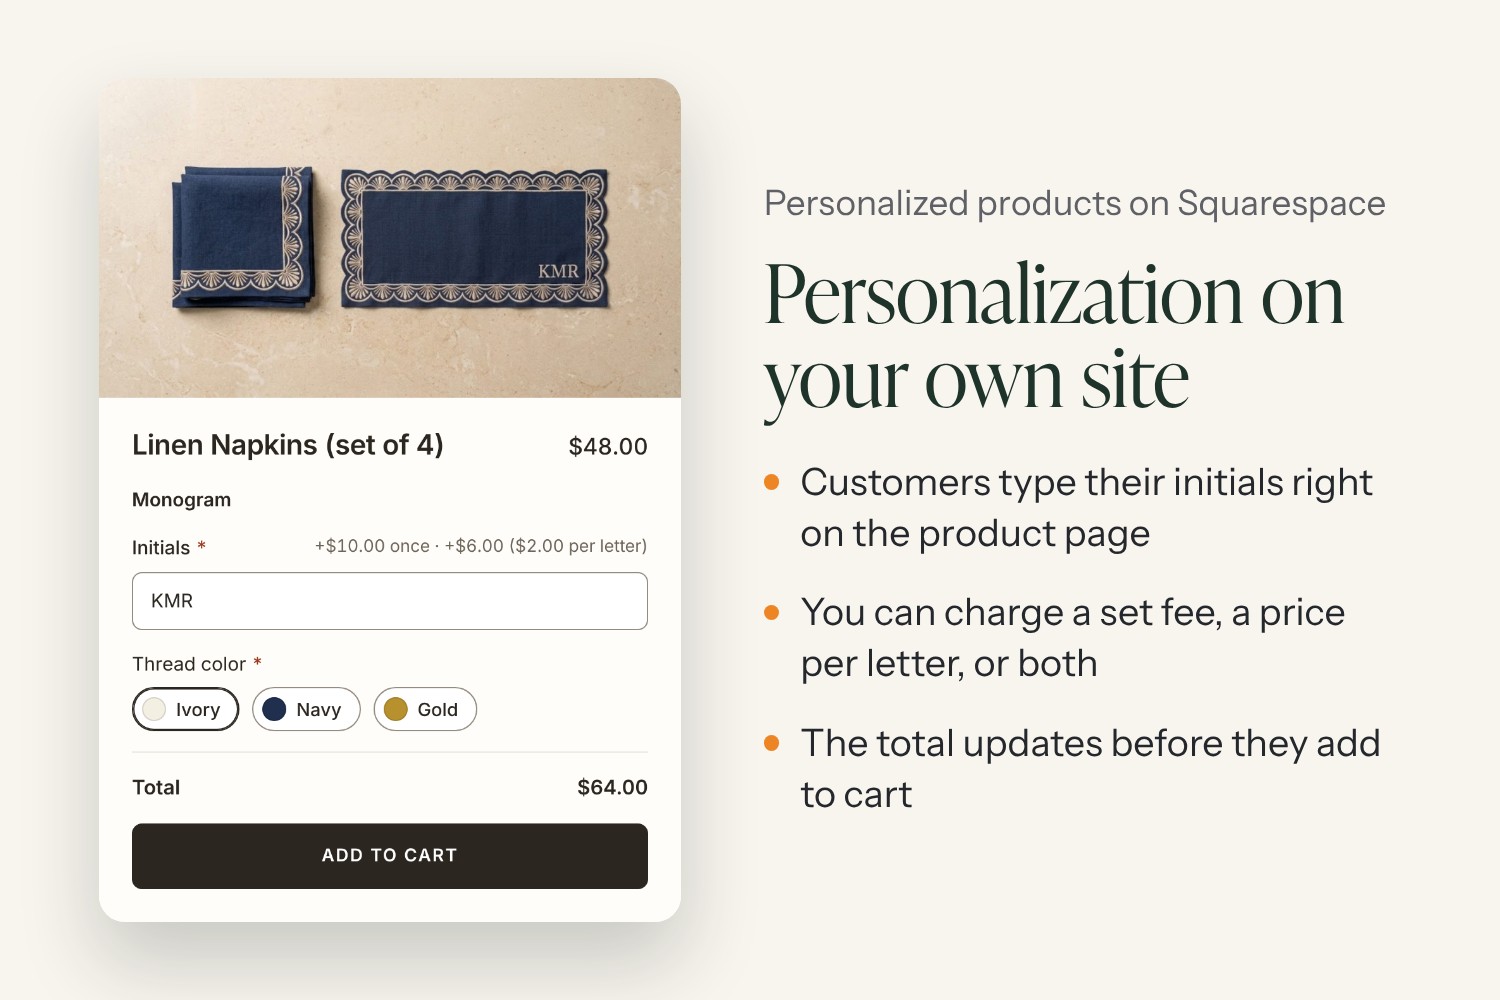 KMR
Linen Napkins (set of 4) $48.00
Monogram
Initials * +$10.00 once · +$6.00 ($2.00 per letter)
KMR
Thread color *
Ivory Navy Gold
Total $64.00
ADD TO CART
Personalized products on Squarespace
Personalization on
your own site
Customers type their initials right
on the product page
You can charge a set fee, a price
per letter, or both
The total updates before they add
to cart